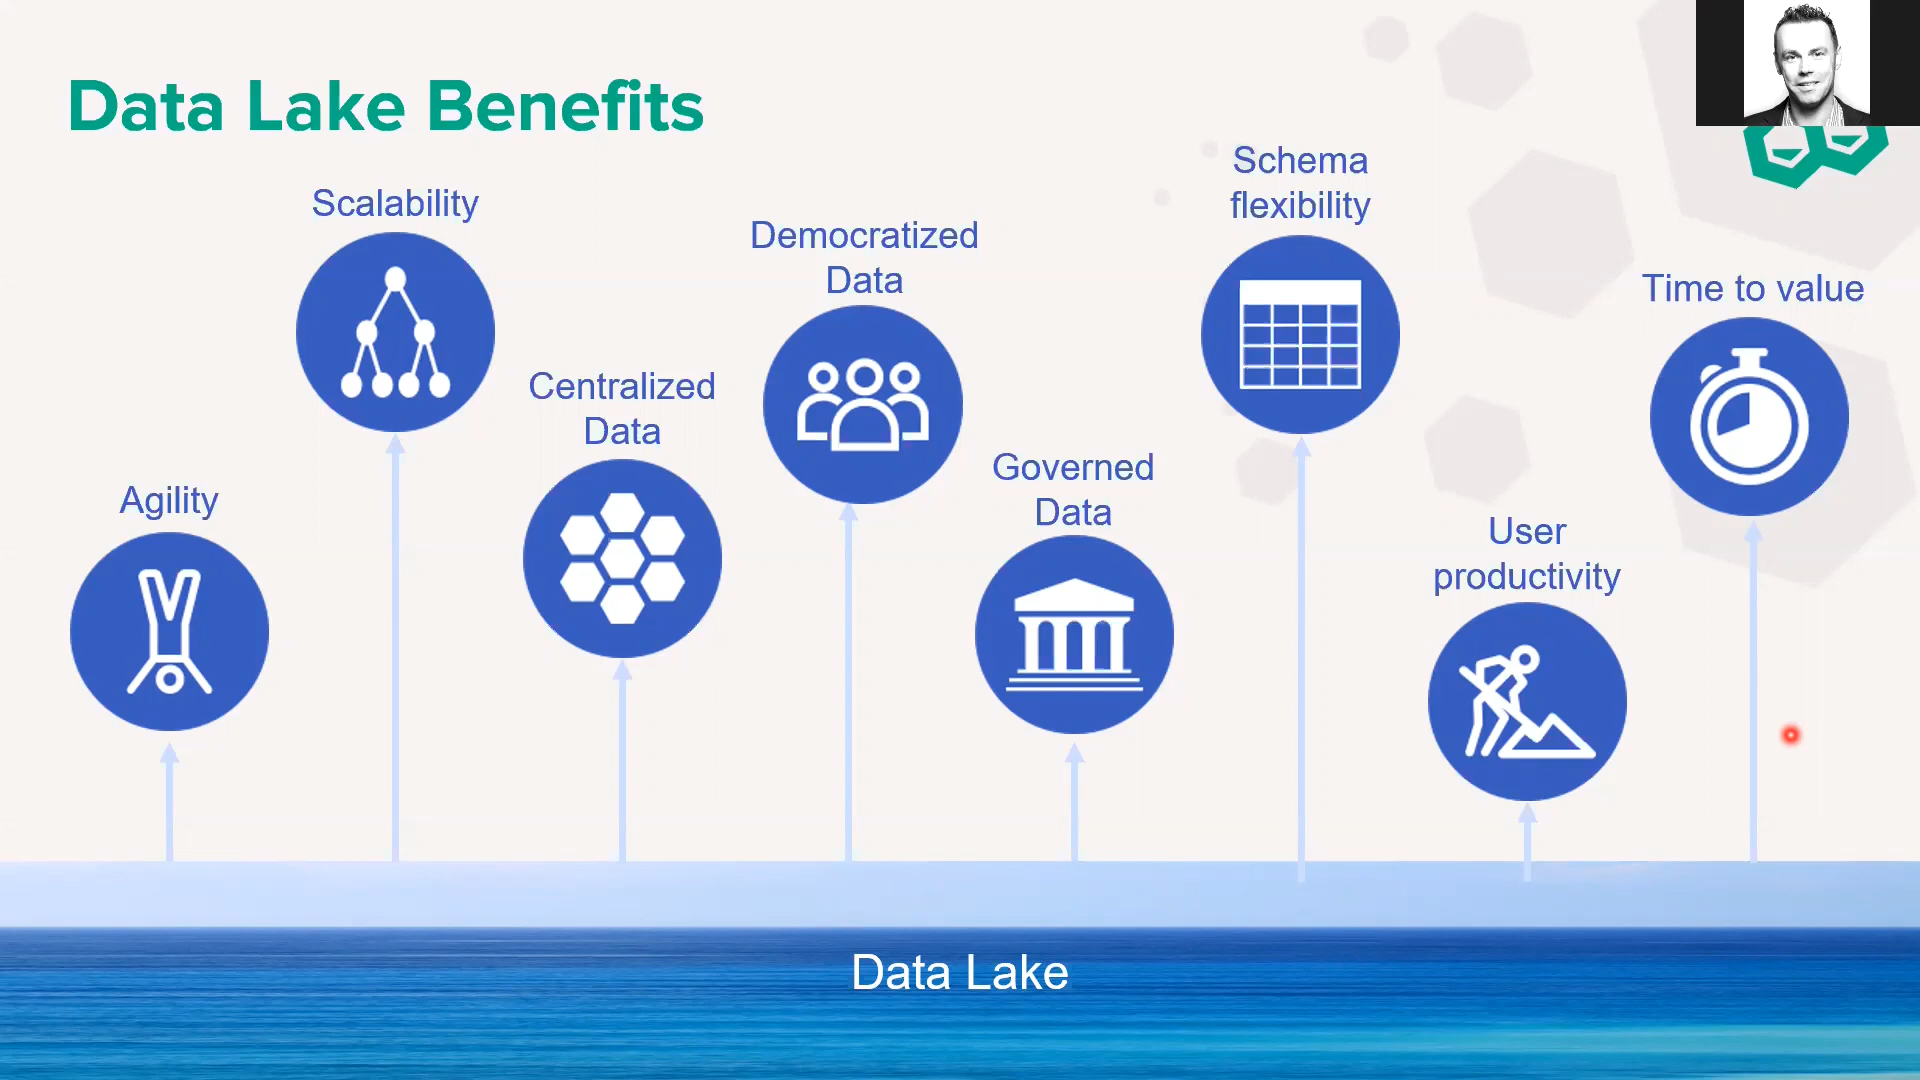 Data Lake Benefits
Agility
Scalability
Centralized
Data
Democratized
Data
Governed
Data
Schema
flexibility
User
productivity
Time to value
Data Lake